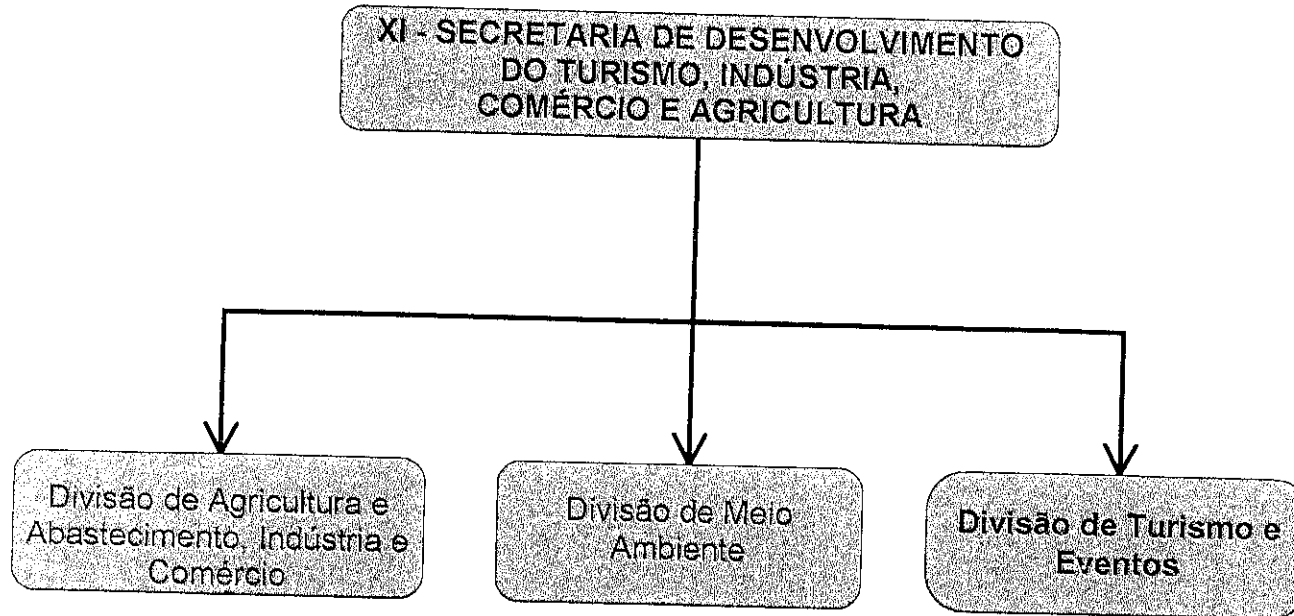 XI - SECRETARIA DE DESENVOLVIMENTO
DO TURISMO, INDÚSTRIA,
COMÉRCIO E AGRICULTURA
Divisão de Agricultura e
Abastecimento, Indústria e
Comércio
Divisão de Meio
Ambiente
Divisão de Turismo e
Eventos